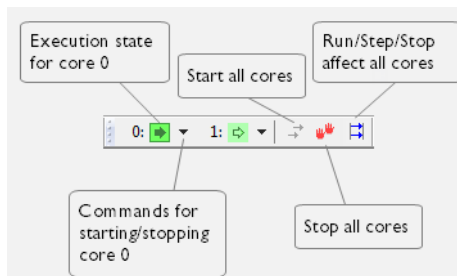 Execution state
for core 0
Run/Step/Stop
affect all cores
Start all cores
0:
1:
Commands for
starting/stopping
core 0
Stop all cores